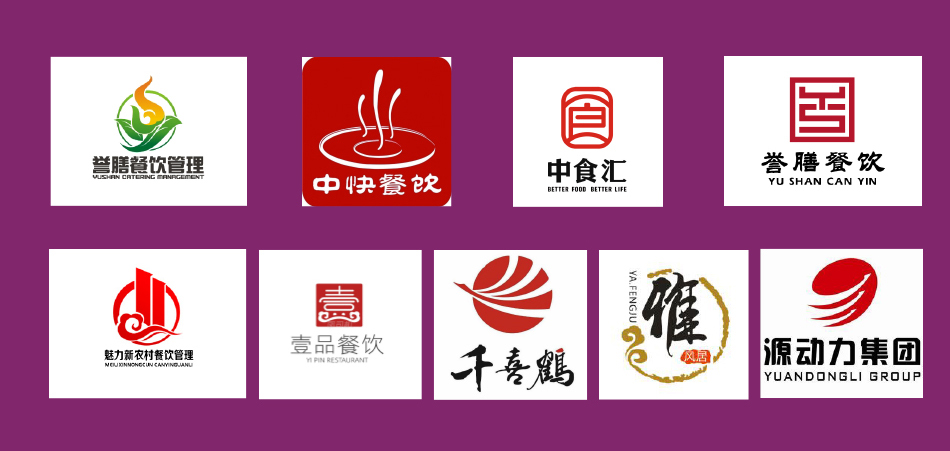 誉膳餐饮管理
YUSHAN CATERING MANAGEMENT
中快餐饮
中食汇
BETTER FOOD BETTER LIFE
誉膳餐饮
YU SHAN CAN YIN
魅力新农村餐饮管理
MEILIXINNONGCUN CANYINGUANLI
壹
壹品餐饮
YI PIN RESTAURANT
千喜鹤
YA.FENGJU
雅
风居
源动力集团
YUANDONGLI GROUP